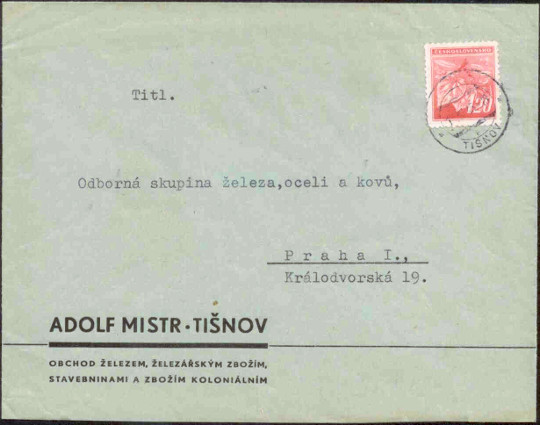 ČESKOSLOVENSKO
1.20
TIŠNOV
Titl.
Odborná skupina železa,oceli a kovů,
Praha I.,
Královdvorská 19.
ADOLF MISTR·TIŠNOV
OBCHOD ŽELEZEM, ŽELEZÁŘSKÝM ZBOŽÍM,
STAVEBNINAMI A ZBOŽÍM KOLONIÁLNÍM